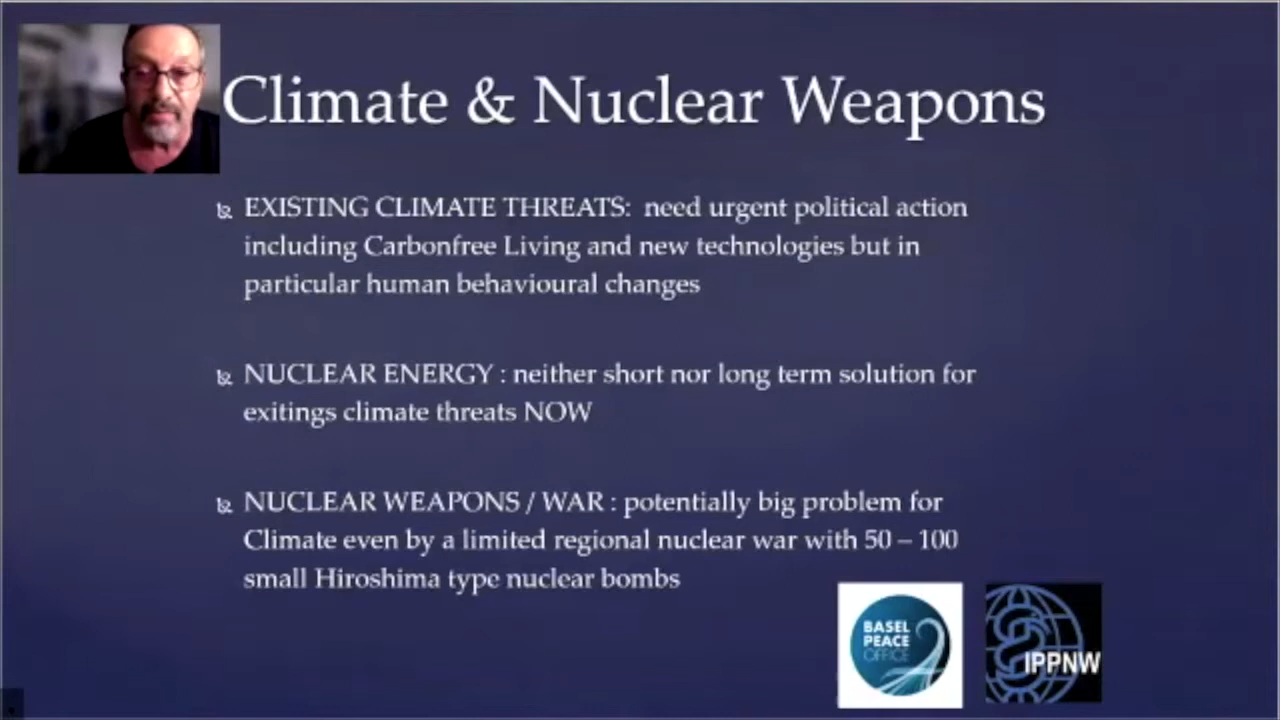 Climate & Nuclear Weapons
EXISTING CLIMATE THREATS: need urgent political action
including Carbonfree Living and new technologies but in
particular human behavioural changes
NUCLEAR ENERGY : neither short nor long term solution for
exitings climate threats NOW
NUCLEAR WEAPONS / WAR : potentially big problem for
Climate even by a limited regional nuclear war with 50 – 100
small Hiroshima type nuclear bombs
BASEL
PEACE
OFFICE
IPPNW